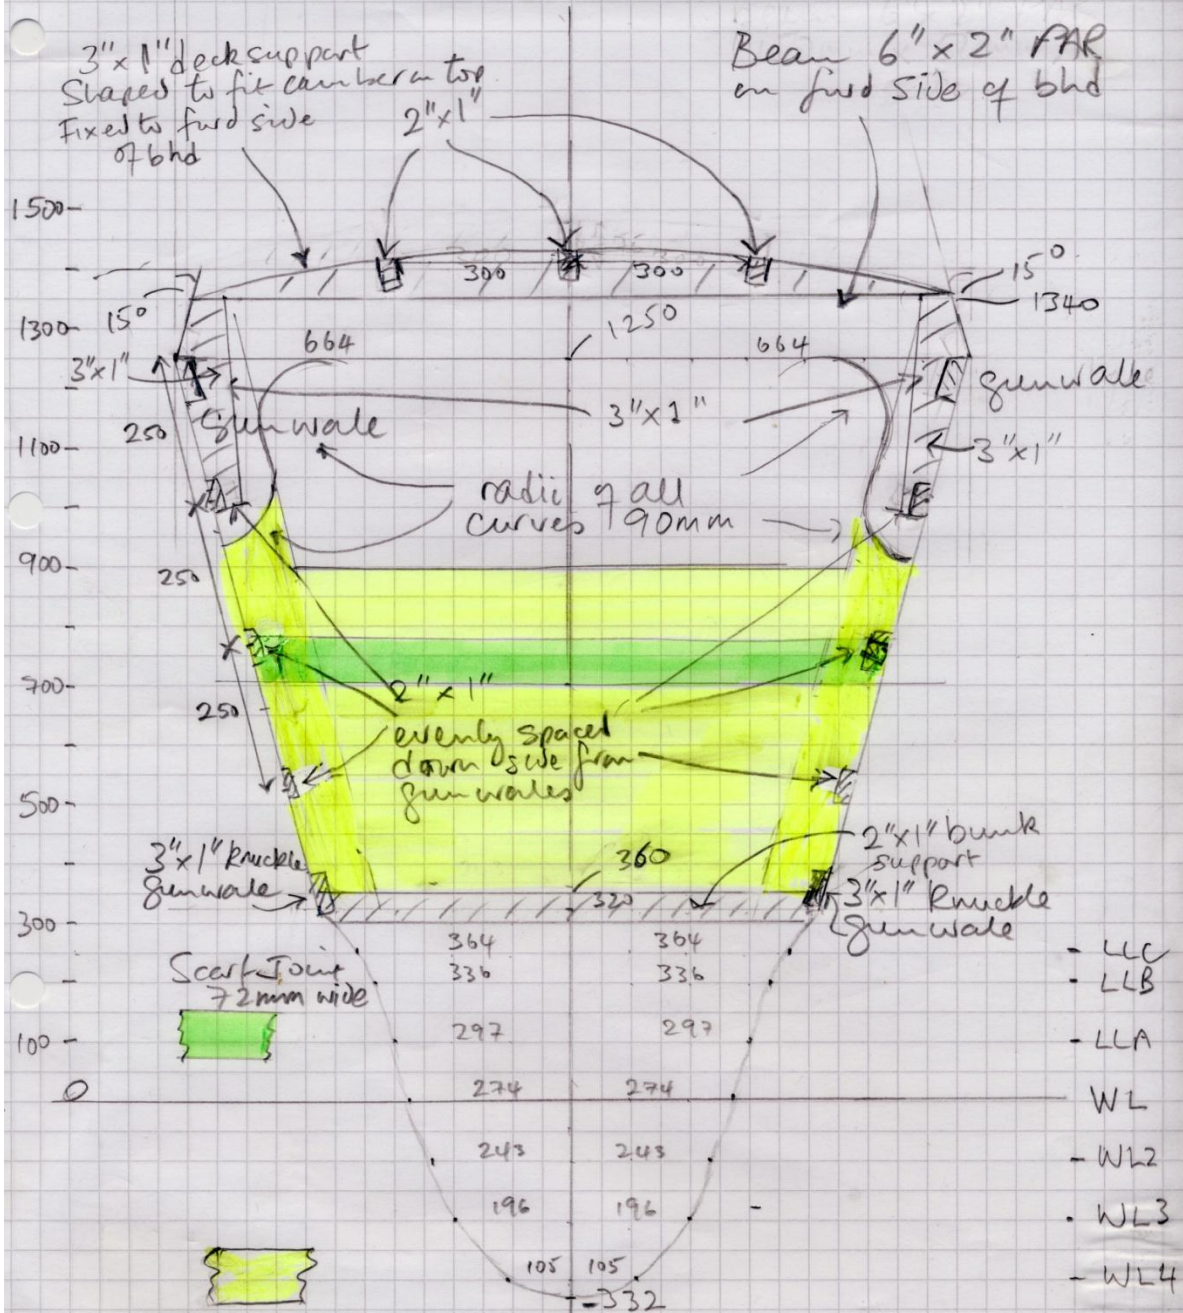 3"x1" deck support
Shaped to fit camber on top
Fixed to fwd side
of bhd
2"x1"
Beam 6"x2" PAR
on fwd side of bhd
1500-
300
300
15°
1340
15°
1300-
1250
664
664
3"x1"
gunwale
gunwale
3"x1"
250
1100-
3"x1"
radii of all
curves 190mm
900-
250
700-
2"x1"
250
evenly spaced
down side from
gunwales
500-
2"x1" bunk
support
3"x1" Knuckle
gunwale
360
320
3"x1" Knuckle
gunwale
300-
364
364
- LLC
Scarf Joint
72mm wide
336
336
- LLB
100-
297
297
- LLA
0
274
274
WL
243
243
- WL2
196
196
- WL3
105
105
- WL4
-332